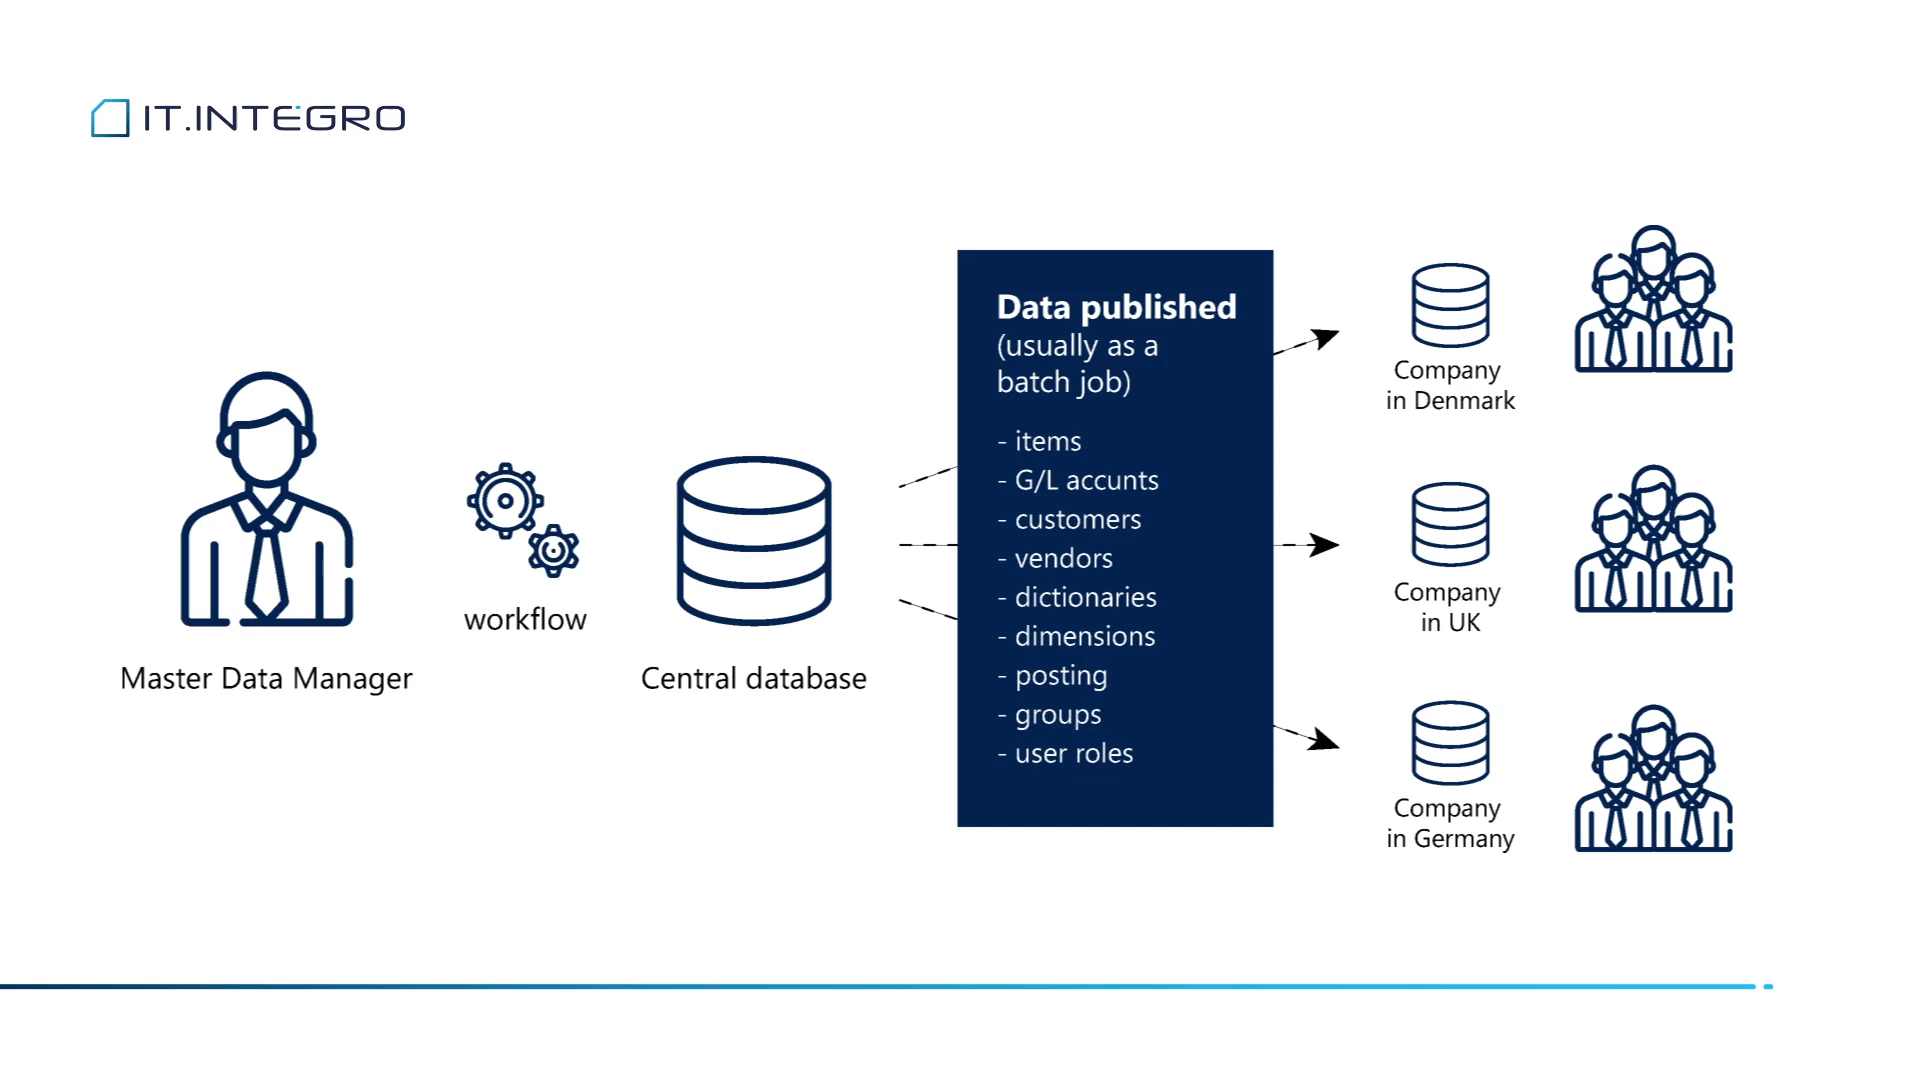 IT.INTEGRO
Master Data Manager
workflow
Central database
Data published
(usually as a
batch job)
- items
- G/L accunts
- customers
- vendors
- dictionaries
- dimensions
- posting
- groups
- user roles
Company
in Denmark
Company
in UK
Company
in Germany